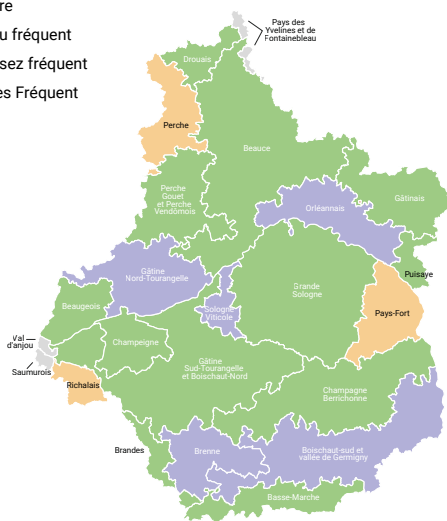 re
u fréquent
sez fréquent
es Fréquent
Pays des
Yvelines et de
Fontainebleau
Drouais
Perche
Beauce
Perche
Gouet
et Perche
Vendômois
Orléannais
Gâtinais
Gâtine
Nord-Tourangelle
Puisaye
Grande
Sologne
Beaugeois
Sologne
Viticole
Pays-Fort
Val
d'anjou
Champeigne
Saumurois
Gâtine
Sud-Tourangelle
et Boischaut-Nord
Richalais
Champagne
Berrichonne
Brandes
Brenne
Boischaut-sud et
vallée de Germigny
Basse-Marche